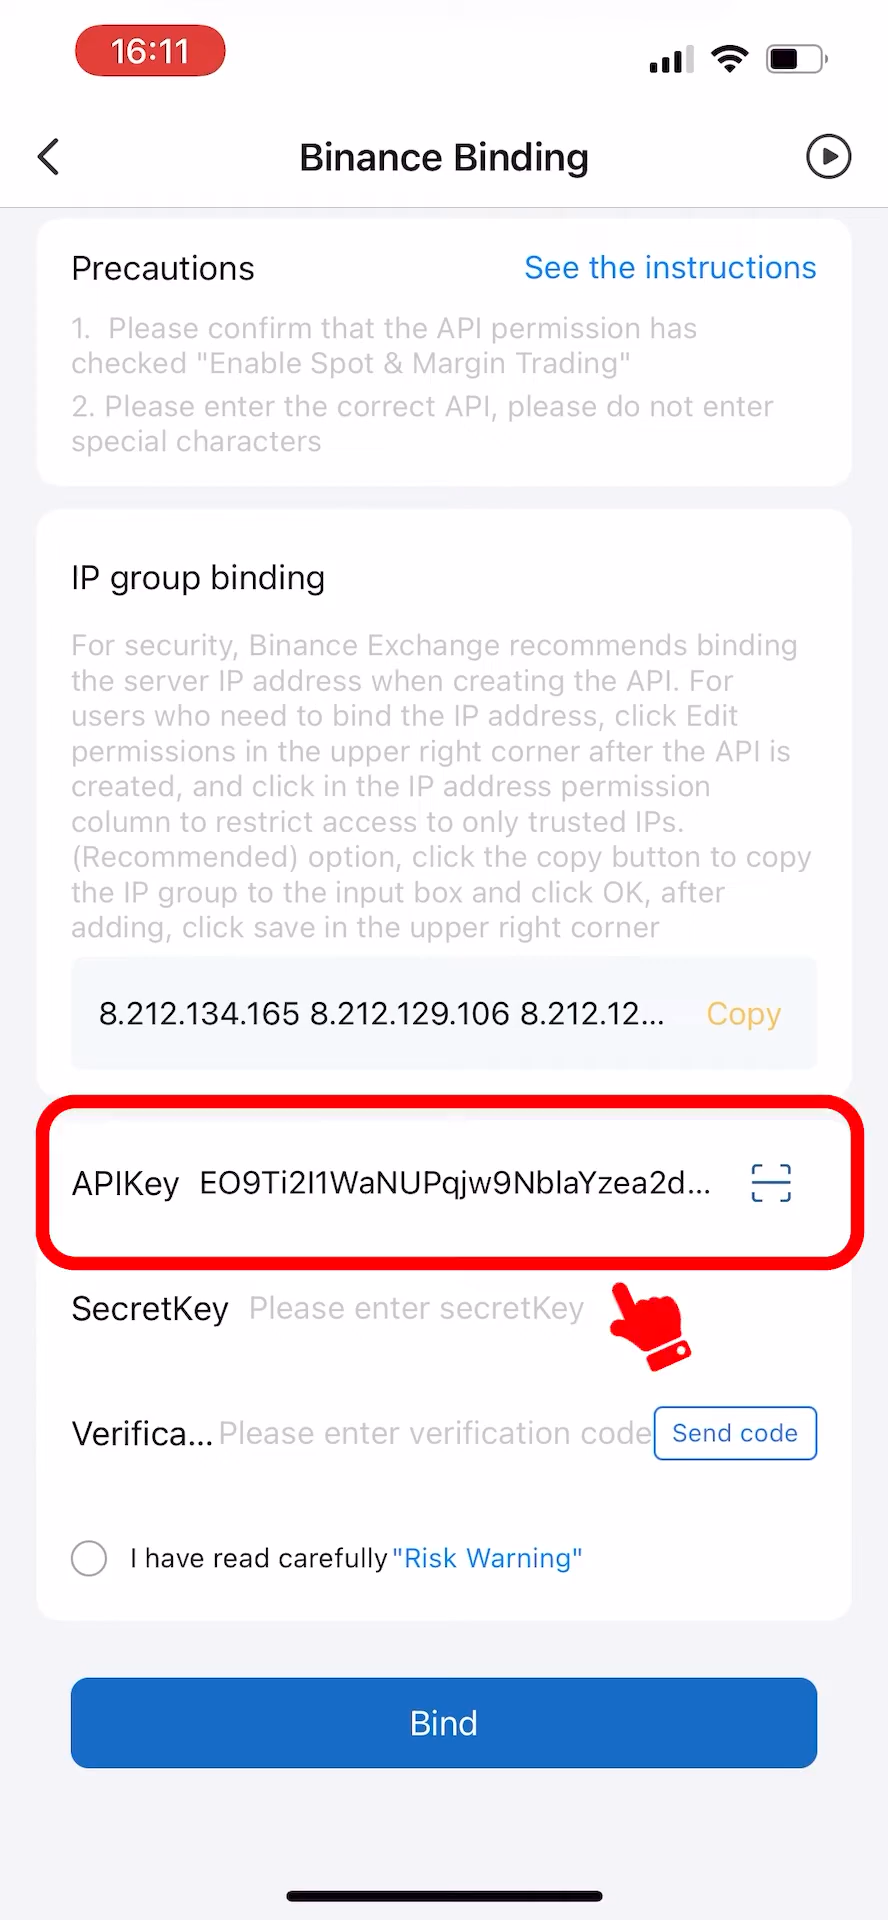 16:11
Binance Binding
Precautions
See the instructions
1. Please confirm that the API permission has
checked "Enable Spot & Margin Trading"
2. Please enter the correct API, please do not enter
special characters
IP group binding
For security, Binance Exchange recommends binding
the server IP address when creating the API. For
users who need to bind the IP address, click Edit
permissions in the upper right corner after the API is
created, and click in the IP address permission
column to restrict access to only trusted IPs.
(Recommended) option, click the copy button to copy
the IP group to the input box and click OK, after
adding, click save in the upper right corner
8.212.134.165 8.212.129.106 8.212.12...
Copy
APIKey EO9Ti2I1WaNUPqjw9NblaYzea2d...
SecretKey Please enter secretKey
Verifica... Please enter verification code
Send code
I have read carefully "Risk Warning"
Bind